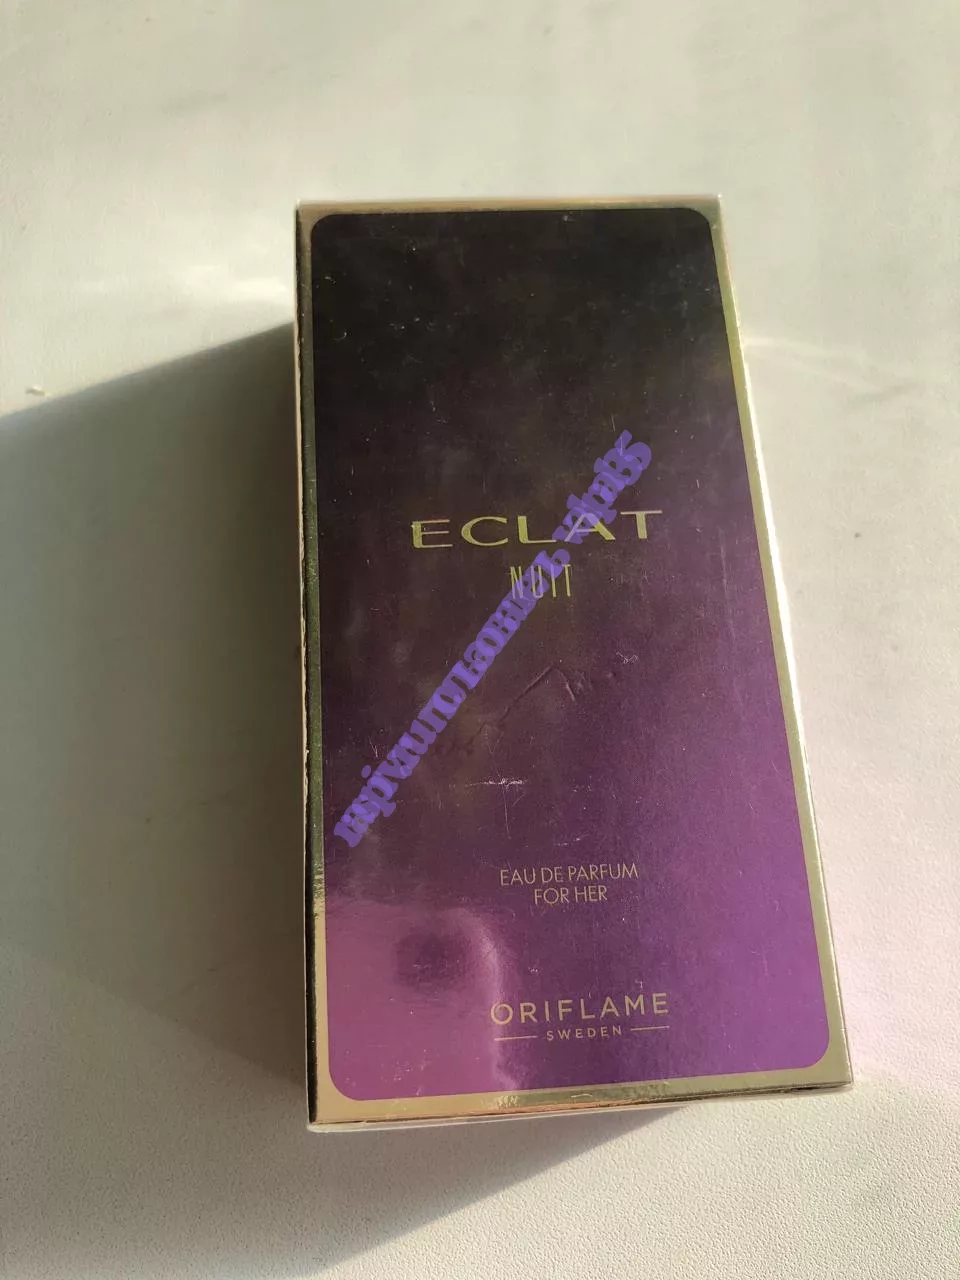 ECLAT
NUIT
EAU DE PARFUM
FOR HER
ORIFLAME
SWEDEN